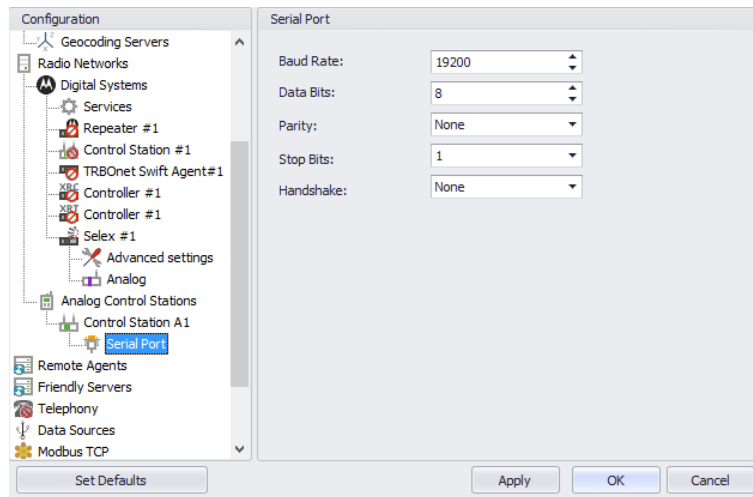 Configuration
Geocoding Servers
Radio Networks
Digital Systems
Services
Repeater #1
Control Station #1
TRBOnet Swift Agent#1
XRC
Controller #1
XRT
Controller #1
Selex #1
Advanced settings
Analog
Analog Control Stations
Control Station A1
Serial Port
Remote Agents
Friendly Servers
Telephony
Data Sources
Modbus TCP
Set Defaults
Serial Port
Baud Rate: 19200
Data Bits: 8
Parity: None
Stop Bits: 1
Handshake: None
Apply OK Cancel